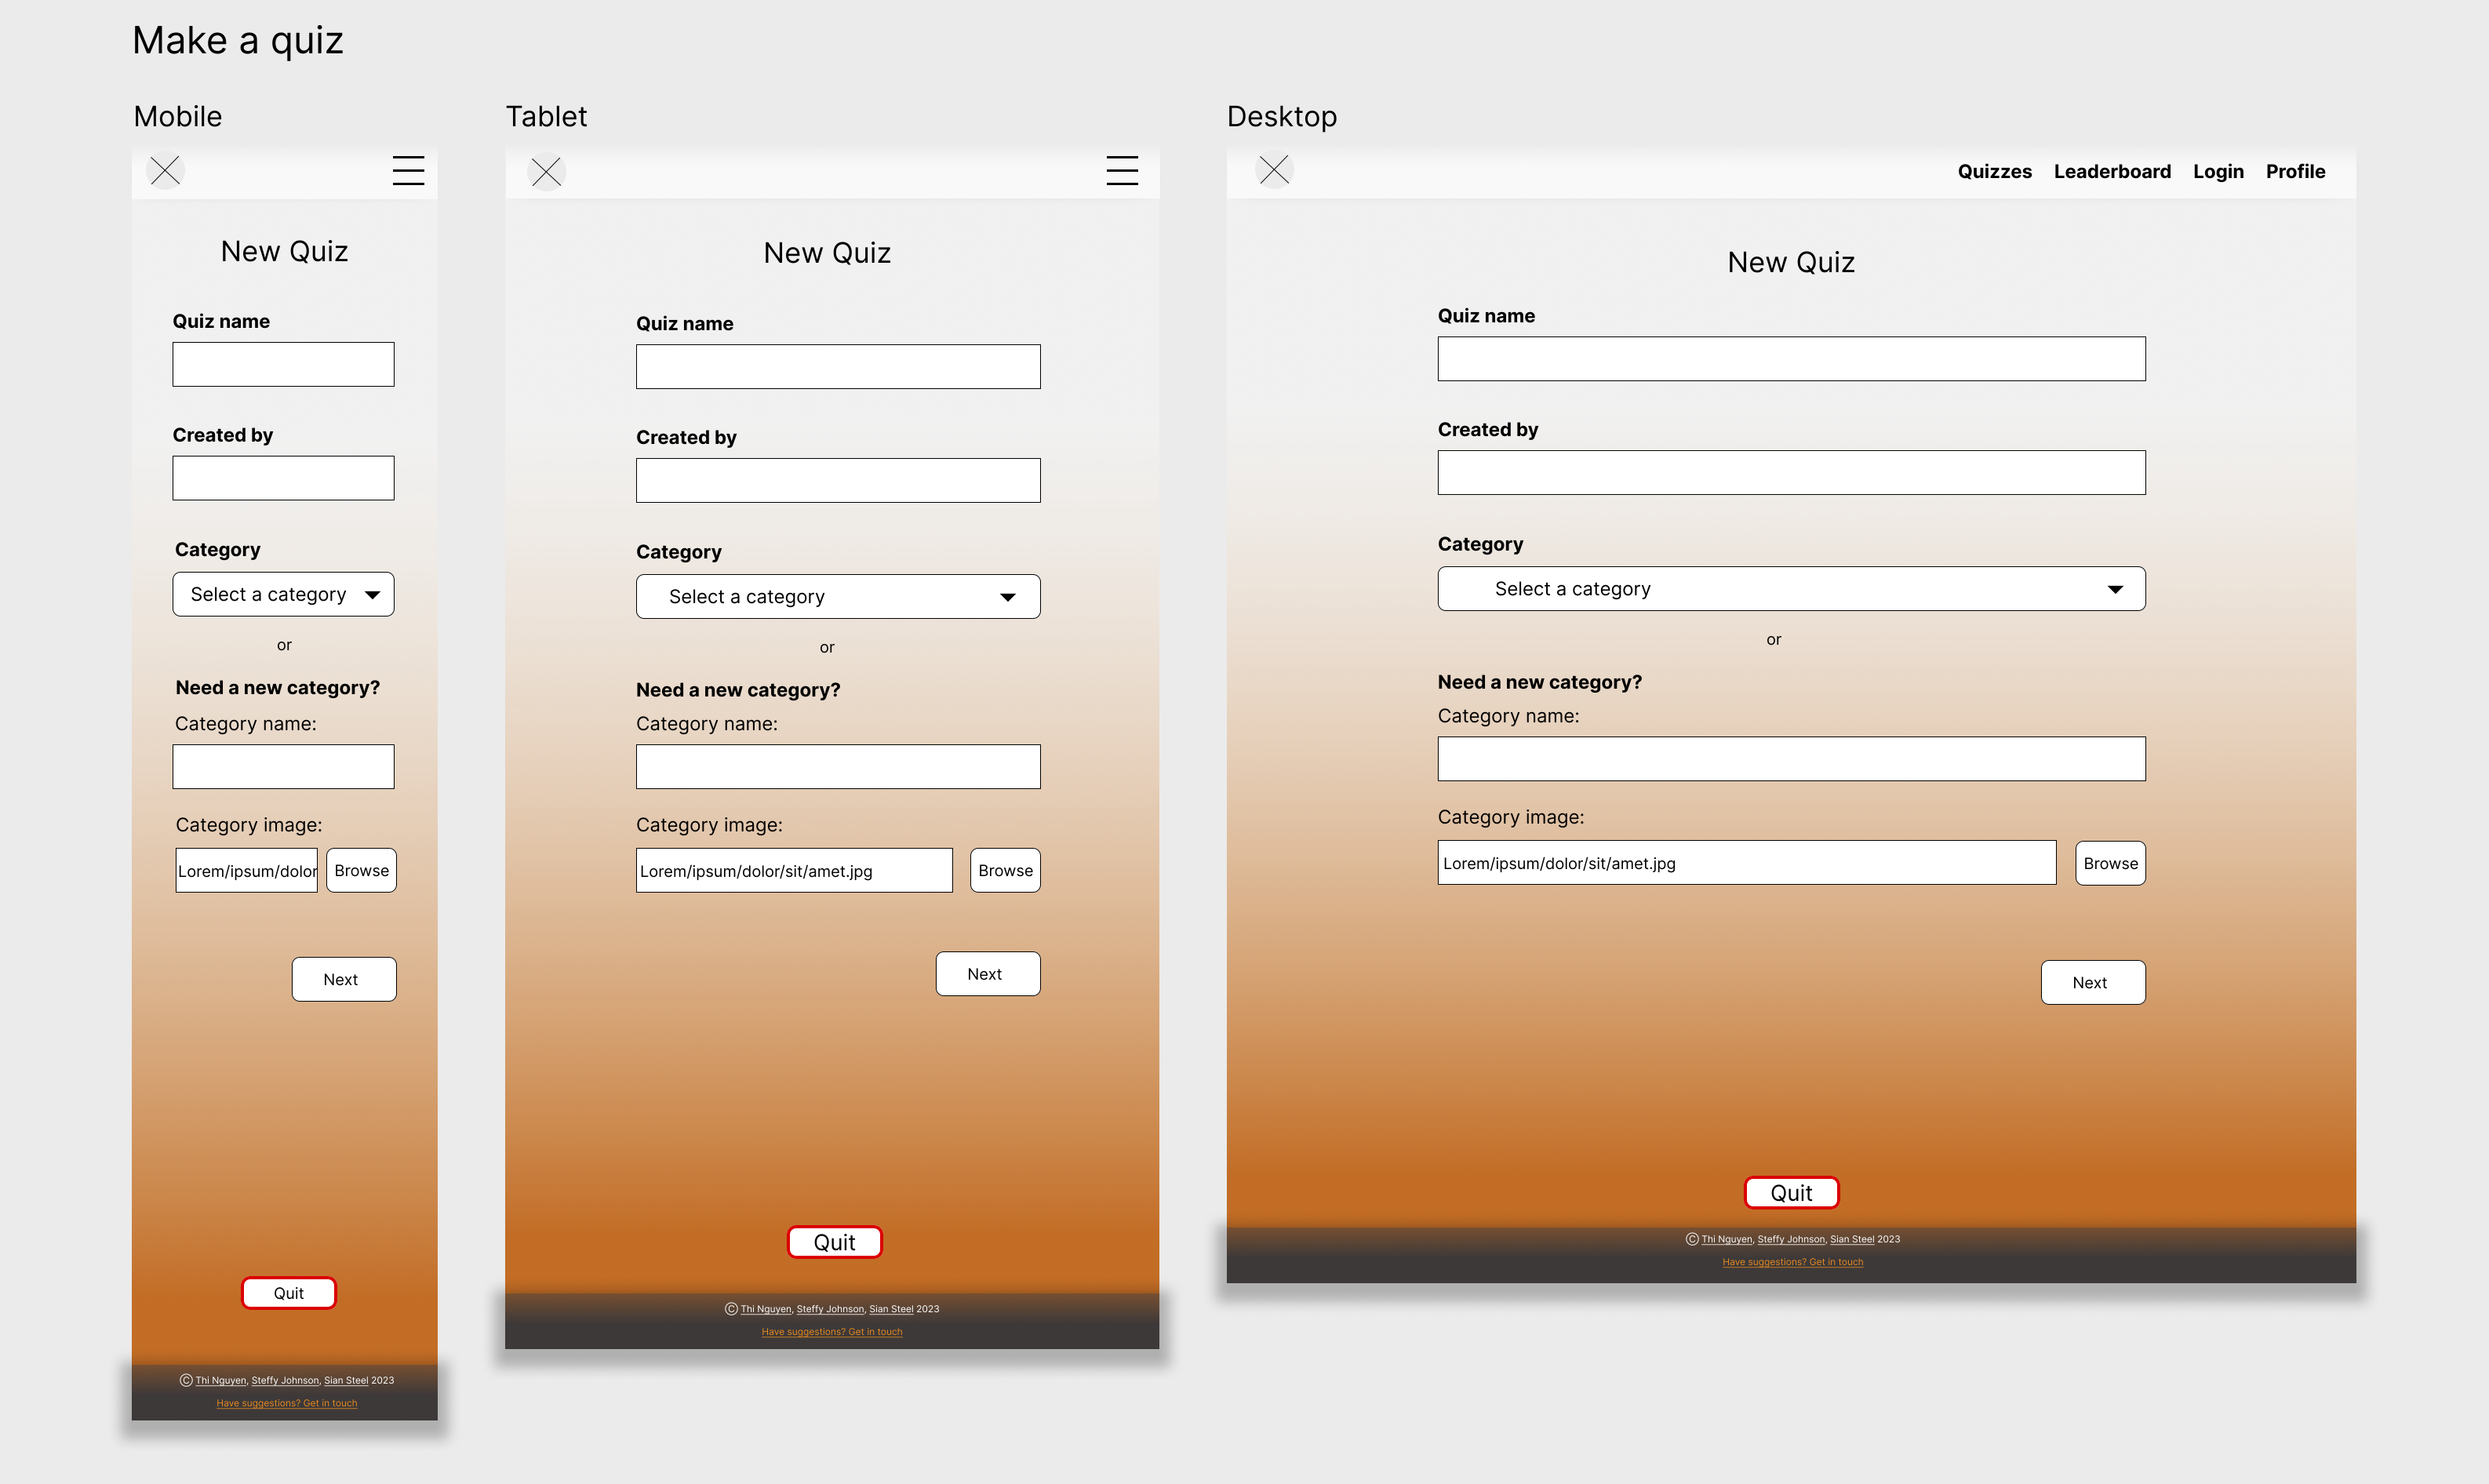 Make a quiz
Mobile
New Quiz
Quiz name
Created by
Category
Select a category
or
Need a new category?
Category name:
Category image:
Lorem/ipsum/dolor
Browse
Next
Quit
© Thi Nguyen, Steffy Johnson, Sian Steel 2023
Have suggestions? Get in touch
Tablet
New Quiz
Quiz name
Created by
Category
Select a category
or
Need a new category?
Category name:
Category image:
Lorem/ipsum/dolor/sit/amet.jpg
Browse
Next
Quit
© Thi Nguyen, Steffy Johnson, Sian Steel 2023
Have suggestions? Get in touch
Desktop
Quizzes Leaderboard Login Profile
New Quiz
Quiz name
Created by
Category
Select a category
or
Need a new category?
Category name:
Category image:
Lorem/ipsum/dolor/sit/amet.jpg
Browse
Next
Quit
© Thi Nguyen, Steffy Johnson, Sian Steel 2023
Have suggestions? Get in touch